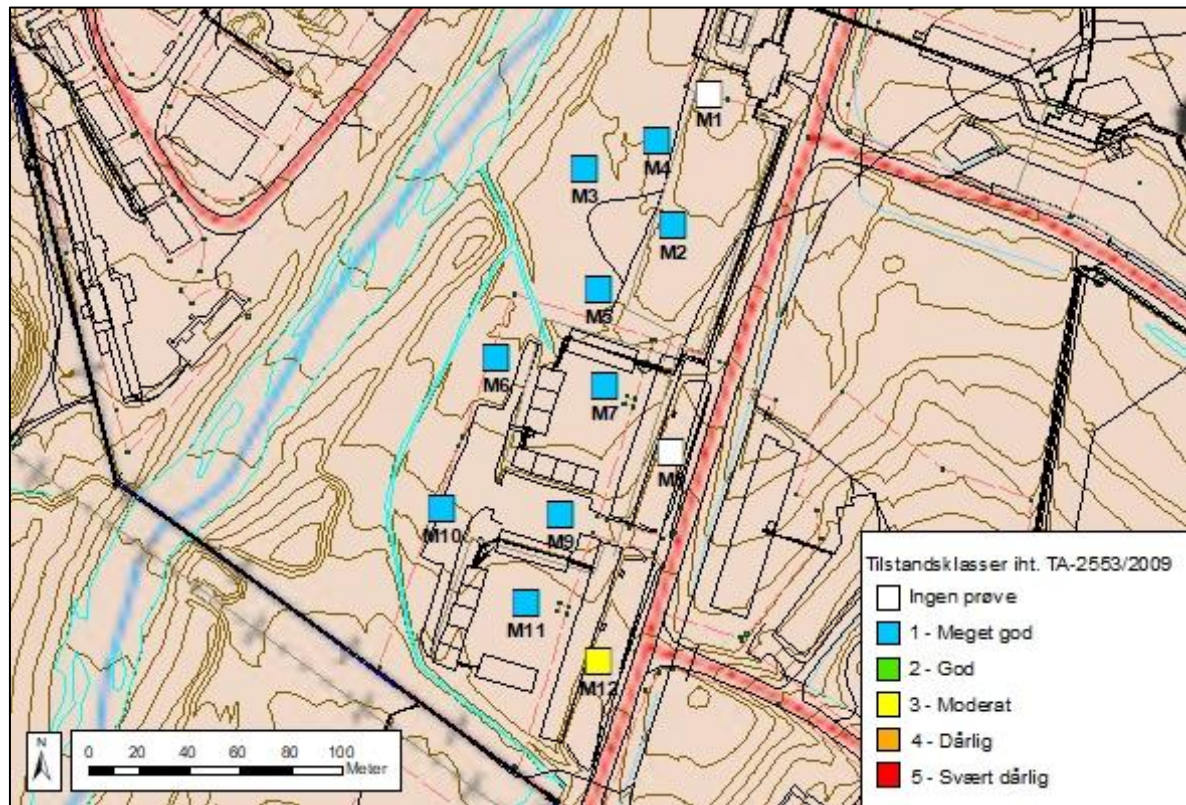 M1
M4
M3
M2
M5
M6
M7
M8
M10
M9
M11
M12
Tilstandsklasser iht. TA-2553/2009
Ingen prøve
1 - Meget god
2 - God
3 - Moderat
4 - Dårlig
5 - Svært dårlig
N
0 20 40 60 80 100
Meter